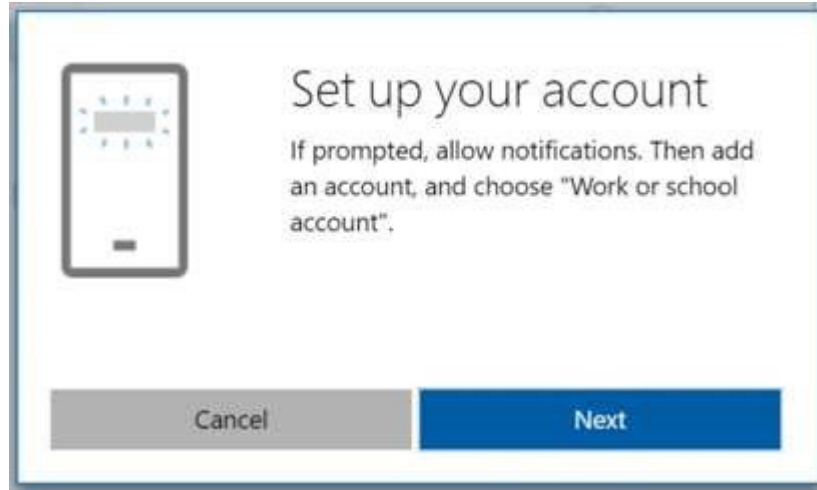 Set up your account
If prompted, allow notifications. Then add
an account, and choose "Work or school
account".
Cancel
Next